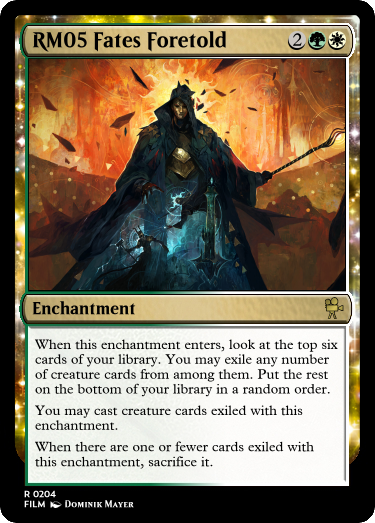 RM05 Fates Foretold 2
Enchantment
When this enchantment enters, look at the top six
cards of your library. You may exile any number
of creature cards from among them. Put the rest
on the bottom of your library in a random order.
You may cast creature cards exiled with this
enchantment.
When there are one or fewer cards exiled with
this enchantment, sacrifice it.
R 0204
FILM Dominik Mayer